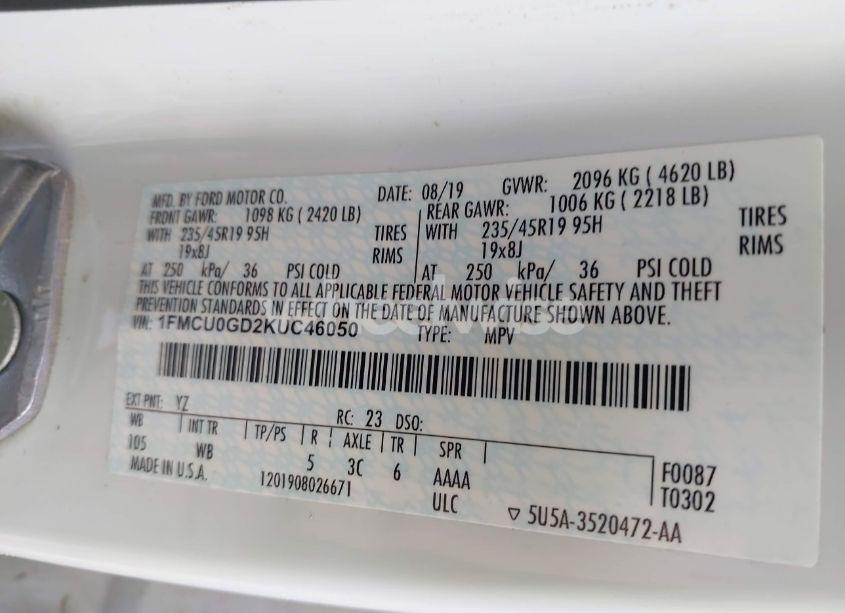 MFD. BY FORD MOTOR CO. DATE: 08/19 GVWR: 2096 KG ( 4620 LB)
FRONT GAWR: 1098 KG ( 2420 LB) REAR GAWR: 1006 KG ( 2218 LB)
WITH 235/45R19 95H TIRES WITH 235/45R19 95H TIRES
19x8J RIMS 19x8J RIMS
AT 250 kPa/ 36 PSI COLD AT 250 kPa/ 36 PSI COLD
THIS VEHICLE CONFORMS TO ALL APPLICABLE FEDERAL MOTOR VEHICLE SAFETY AND THEFT
PREVENTION STANDARDS IN EFFECT ON THE DATE OF MANUFACTURE SHOWN ABOVE.
VIN: 1FMCU0GD2KUC46050 TYPE: MPV
EXT PNT: YZ RC: 23 DSO:
WB INT TR TP/PS R AXLE TR SPR
105 WB 5 3C 6 AAAA F0087
MADE IN U.S.A. 1201908026671 ULC T0302
▽ 5U5A-3520472-AA